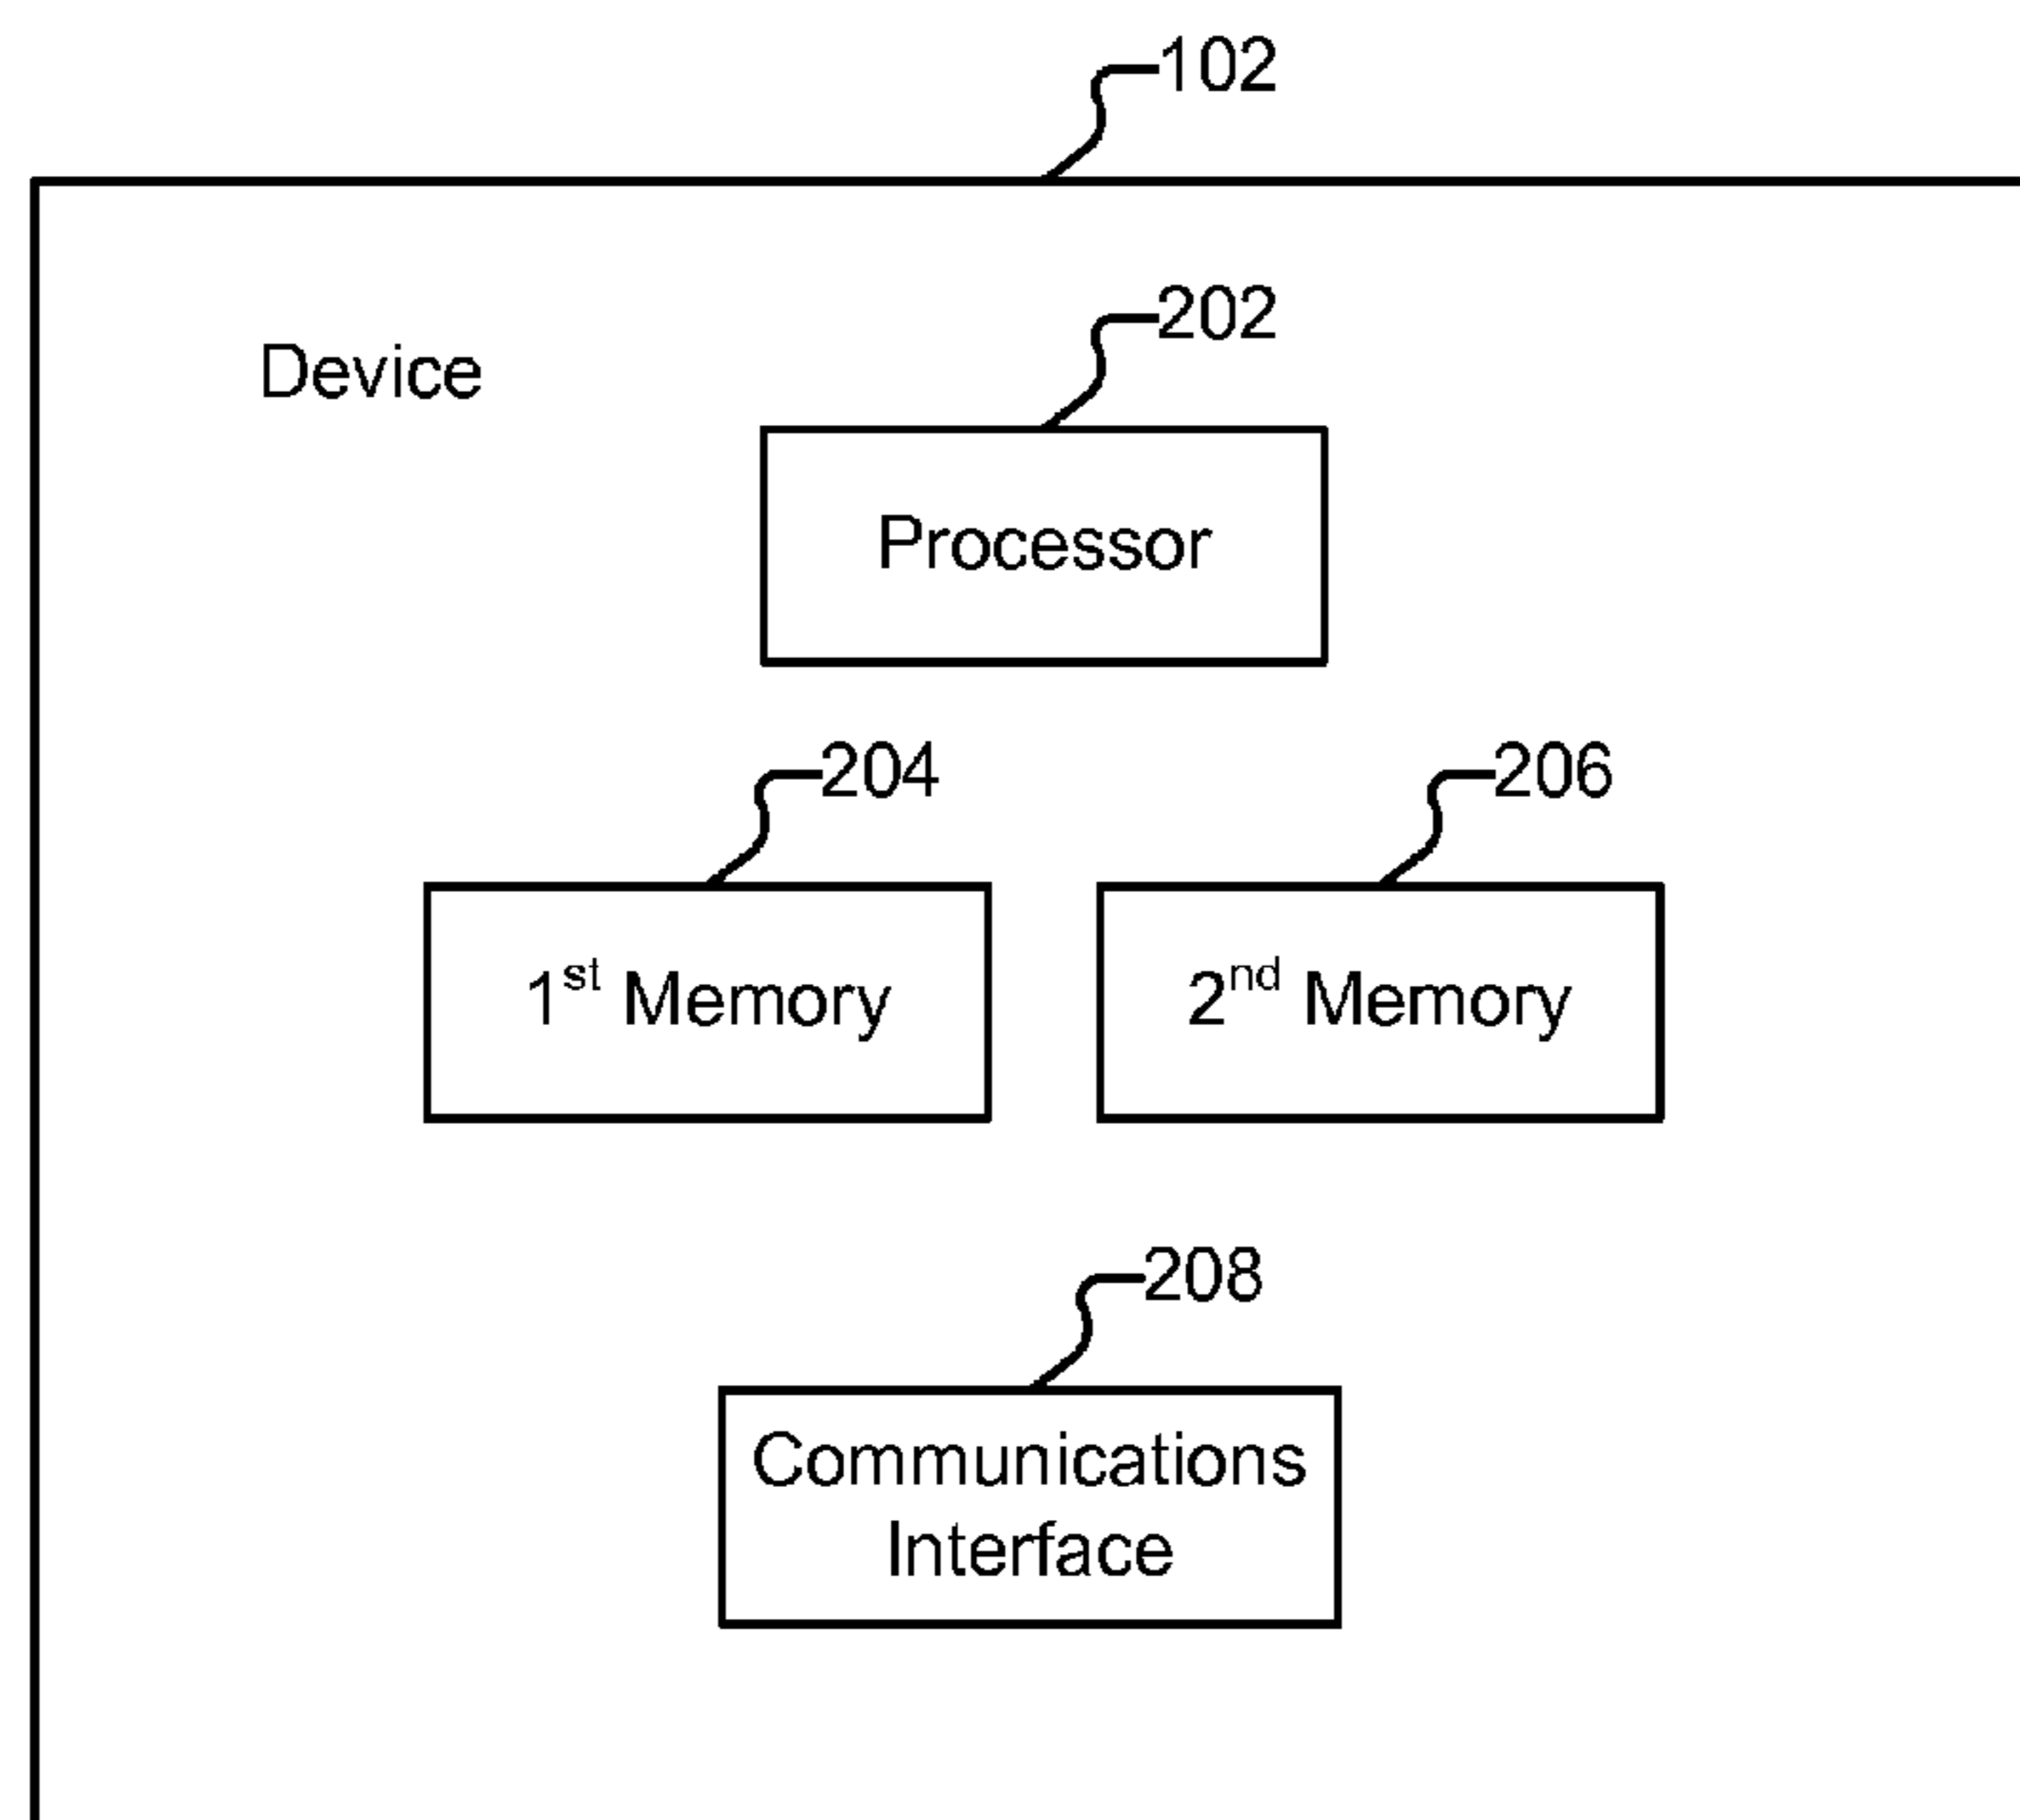 102
202
Device
Processor
204
206
1st Memory
2nd Memory
208
Communications
Interface